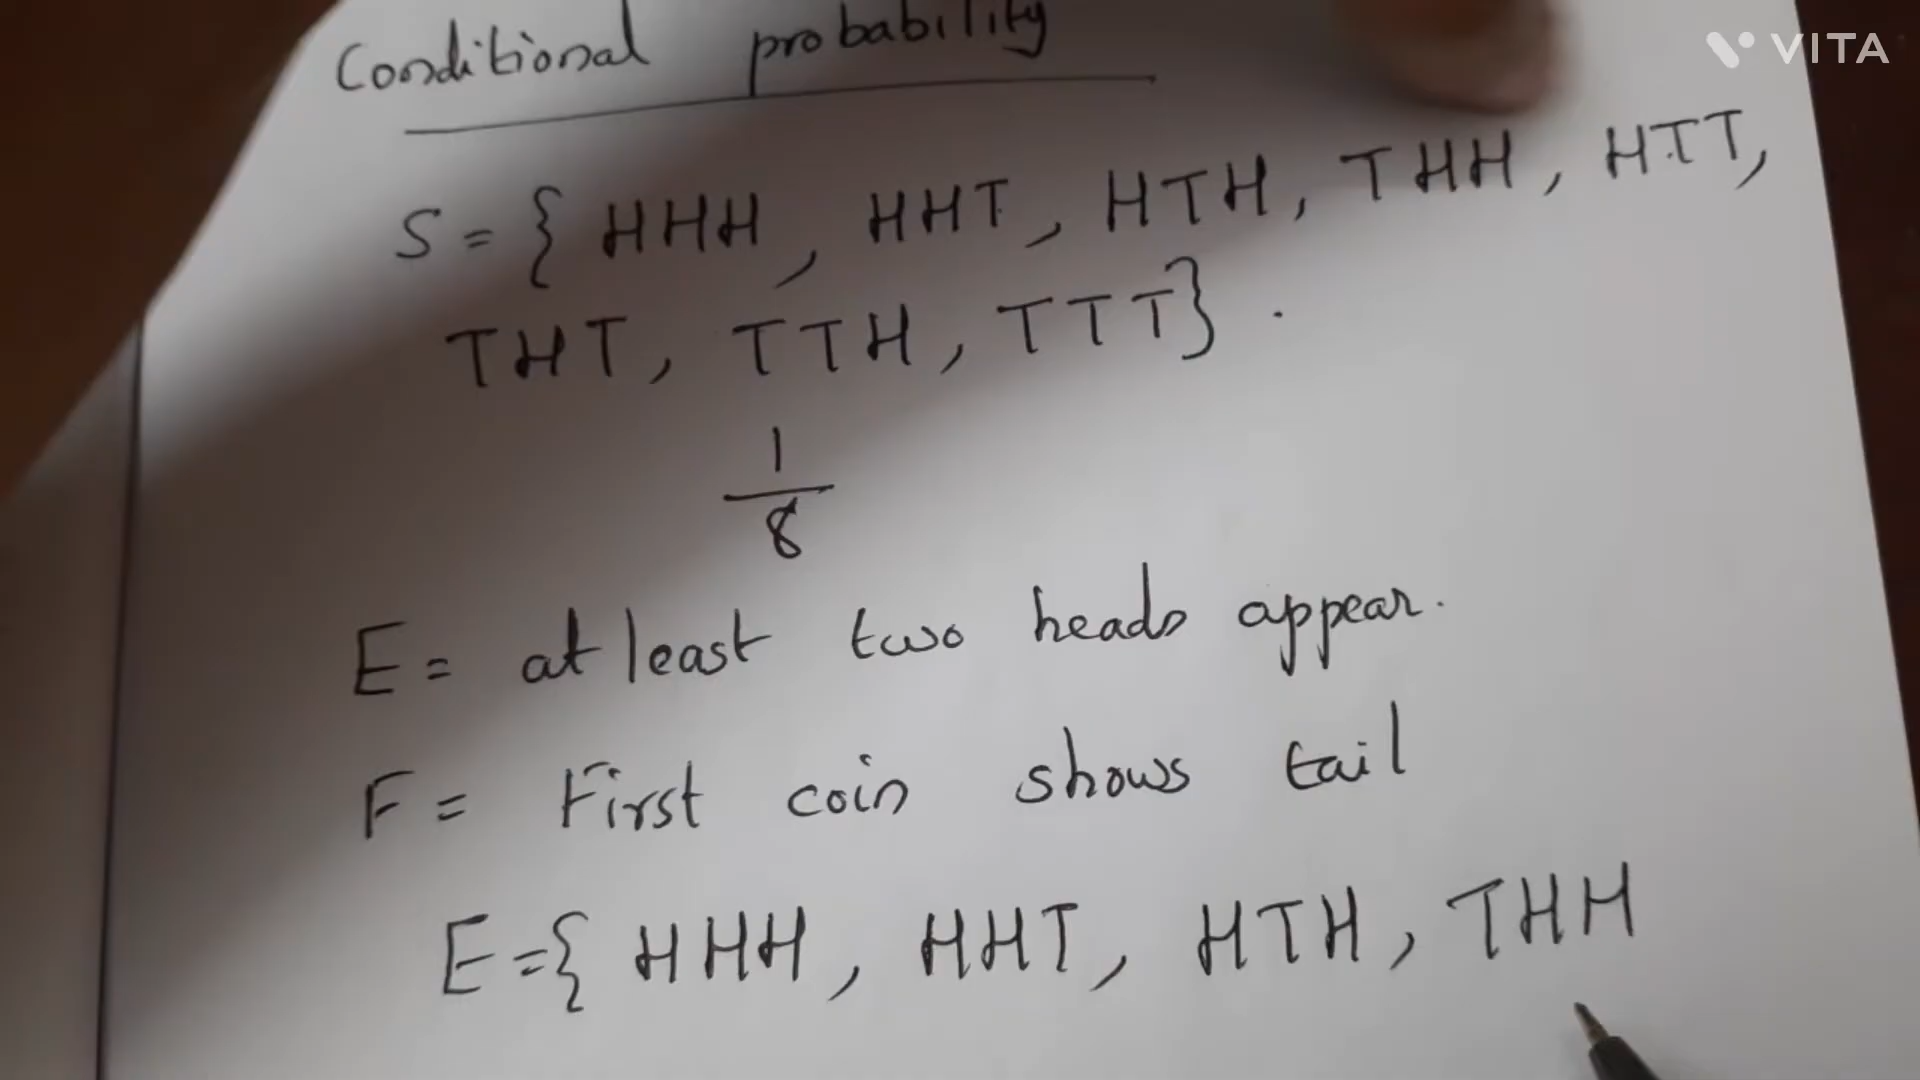 Conditional probability
VITA
S = { HHH , HHT , HTH , THH , HTT ,
THT , TTH , TTT } .
1
8
E = at least two heads appear.
F = First coin shows tail
E = { HHH , HHT , HTH , THH